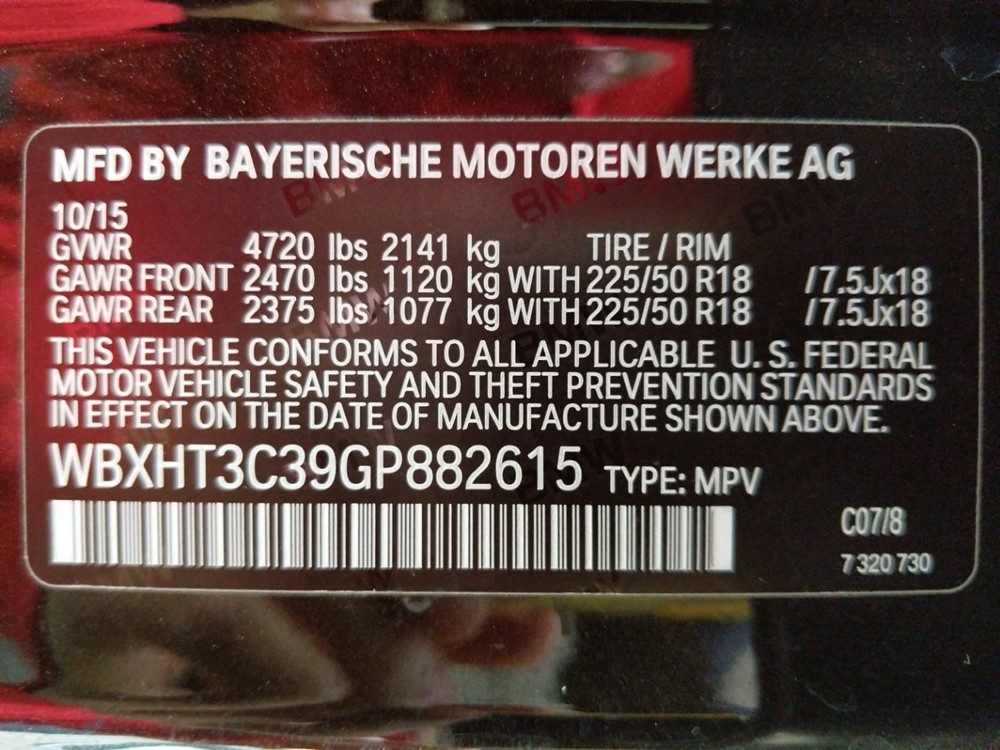 MFD BY BAYERISCHE MOTOREN WERKE AG
10/15
GVWR 4720 lbs 2141 kg TIRE / RIM
GAWR FRONT 2470 lbs 1120 kg WITH 225/50 R18 /7.5Jx18
GAWR REAR 2375 lbs 1077 kg WITH 225/50 R18 /7.5Jx18
THIS VEHICLE CONFORMS TO ALL APPLICABLE U. S. FEDERAL
MOTOR VEHICLE SAFETY AND THEFT PREVENTION STANDARDS
IN EFFECT ON THE DATE OF MANUFACTURE SHOWN ABOVE.
WBXHT3C39GP882615 TYPE: MPV
C07/8
7 320 730